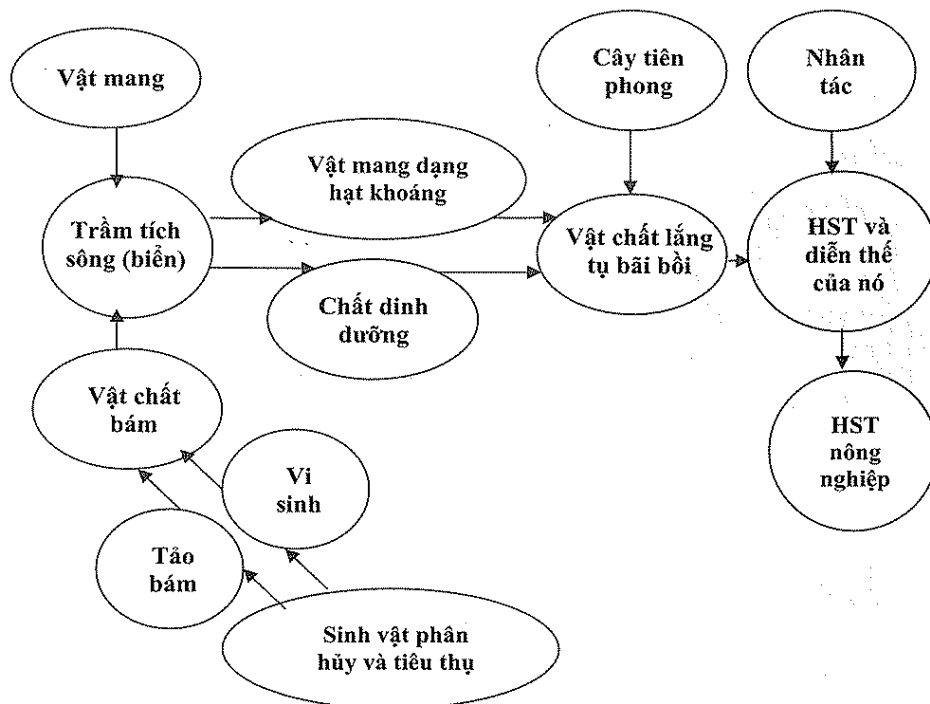 Vật mang
Cây tiên
phong
Nhân
tác
Vật mang dạng
hạt khoáng
Trầm tích
sông (biển)
Vật chất lắng
tụ bãi bồi
HST và
diễn thế
của nó
Chất dinh
dưỡng
Vật chất
bám
HST
nông
nghiệp
Vi
sinh
Tảo
bám
Sinh vật phân
hủy và tiêu thụ